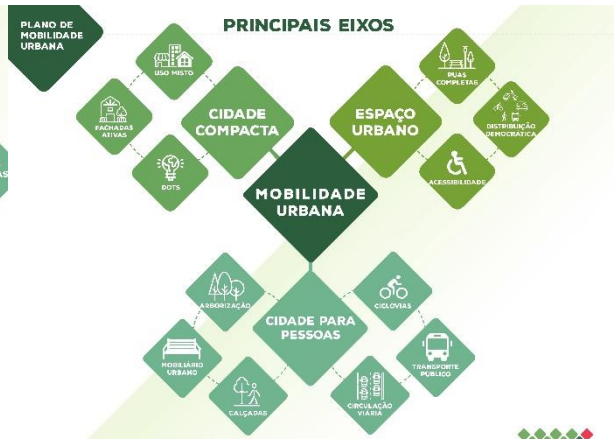 PLANO DE
MOBILIDADE
URBANA
PRINCIPAIS EIXOS
USO MISTO
FACHADAS
ATIVAS
DOTS
CIDADE
COMPACTA
ESPAÇO
URBANO
RUAS
COMPLETAS
DISTRIBUIÇÃO
DEMOCRÁTICA
ACESSIBILIDADE
MOBILIDADE
URBANA
AS
ARBORIZAÇÃO
MOBILIÁRIO
URBANO
CALÇADAS
CIDADE PARA
PESSOAS
CICLOVIAS
TRANSPORTE
PÚBLICO
CIRCULAÇÃO
VIÁRIA